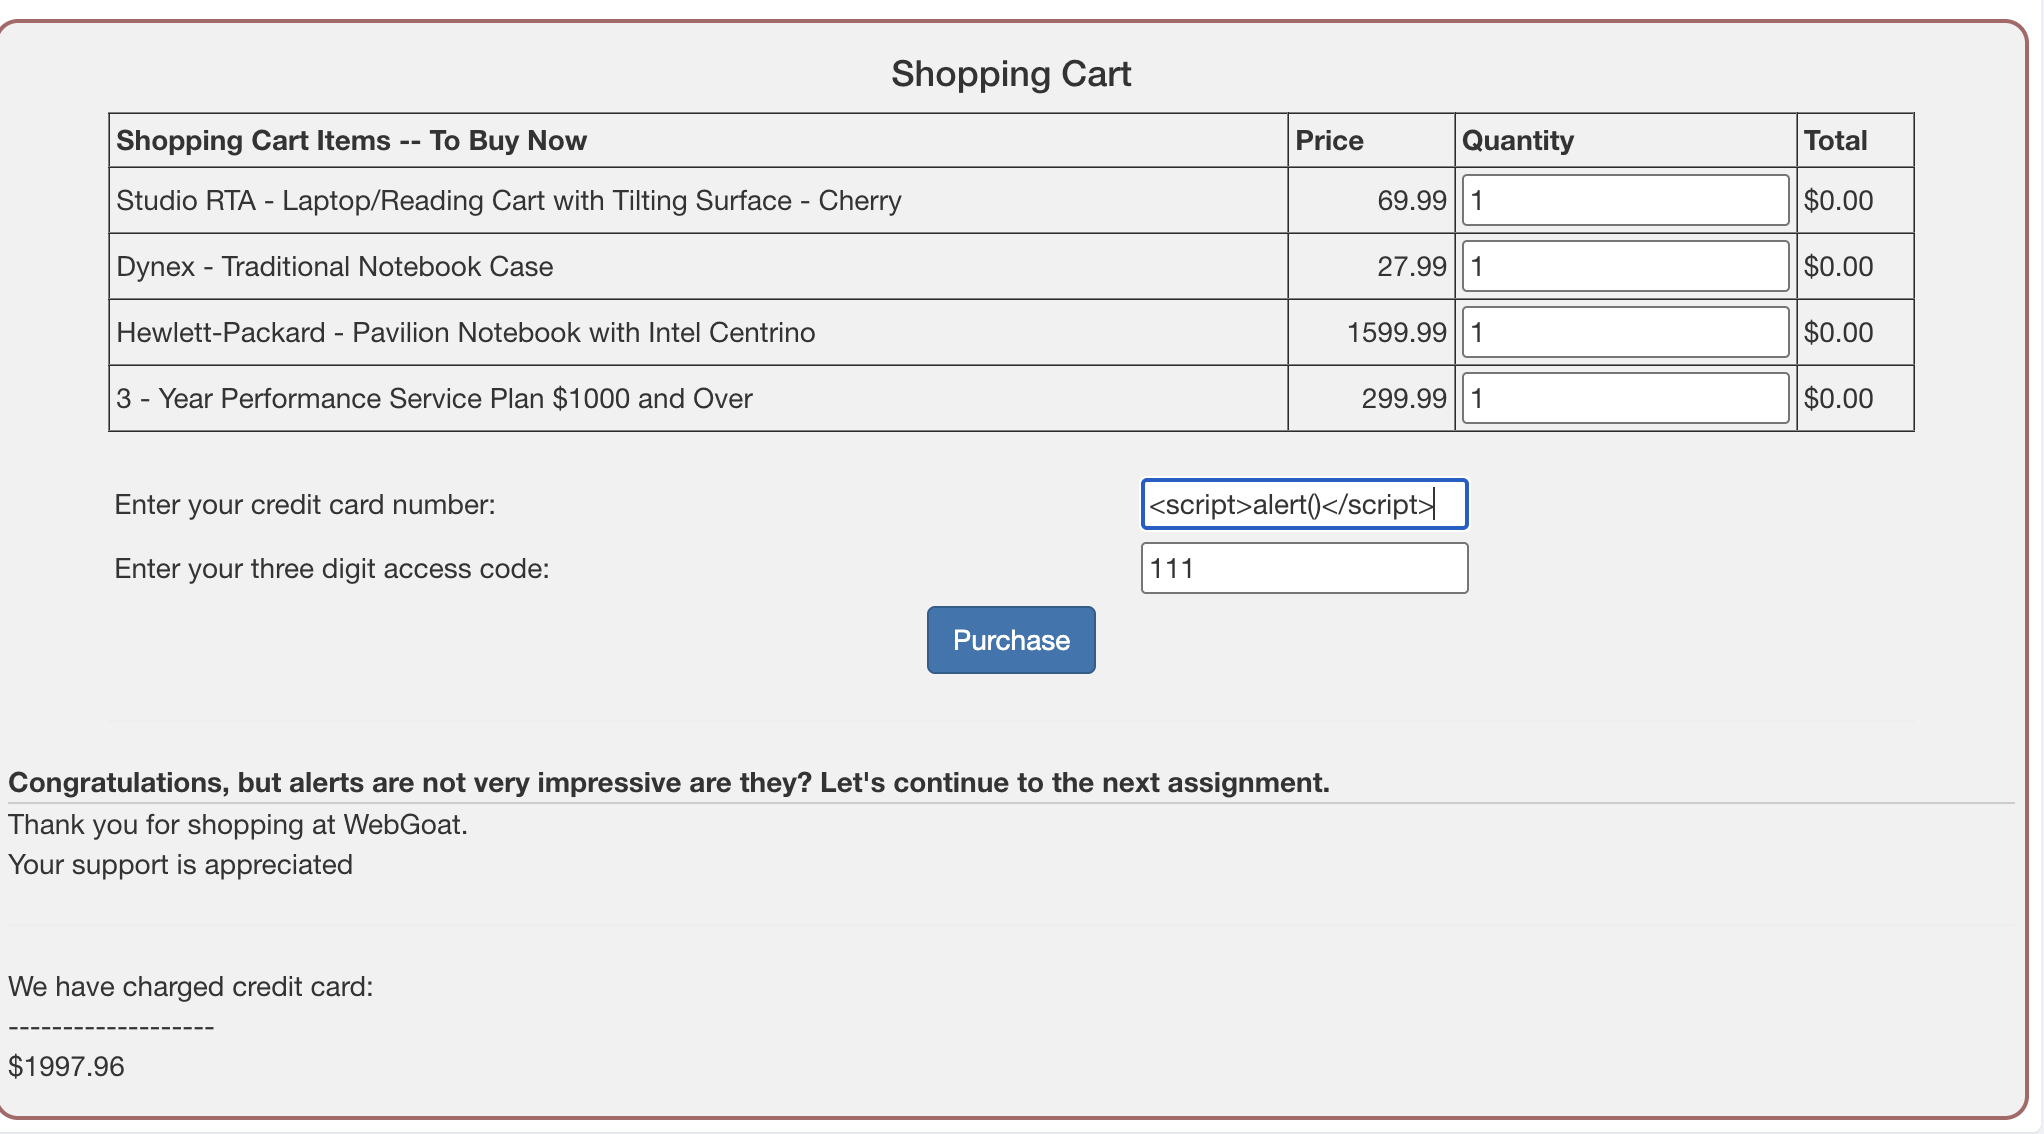 Shopping Cart
Shopping Cart Items -- To Buy Now Price Quantity Total
Studio RTA - Laptop/Reading Cart with Tilting Surface - Cherry 69.99 1 $0.00
Dynex - Traditional Notebook Case 27.99 1 $0.00
Hewlett-Packard - Pavilion Notebook with Intel Centrino 1599.99 1 $0.00
3 - Year Performance Service Plan $1000 and Over 299.99 1 $0.00
Enter your credit card number: <script>alert()</script>
Enter your three digit access code: 111
Purchase
Congratulations, but alerts are not very impressive are they? Let's continue to the next assignment.
Thank you for shopping at WebGoat.
Your support is appreciated
We have charged credit card:
-------------------
$1997.96